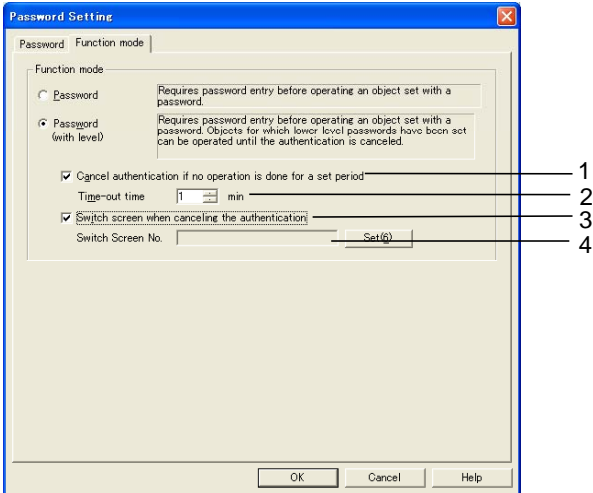 Password Setting
Password Function mode
Function mode
Password
Requires password entry before operating an object set with a
password.
Password
(with level)
Requires password entry before operating an object set with a
password. Objects for which lower level passwords have been set
can be operated until the authentication is canceled.
Cancel authentication if no operation is done for a set period
1
Time-out time 1 min
2
Switch screen when canceling the authentication
3
Switch Screen No. Set(6)
4
OK Cancel Help